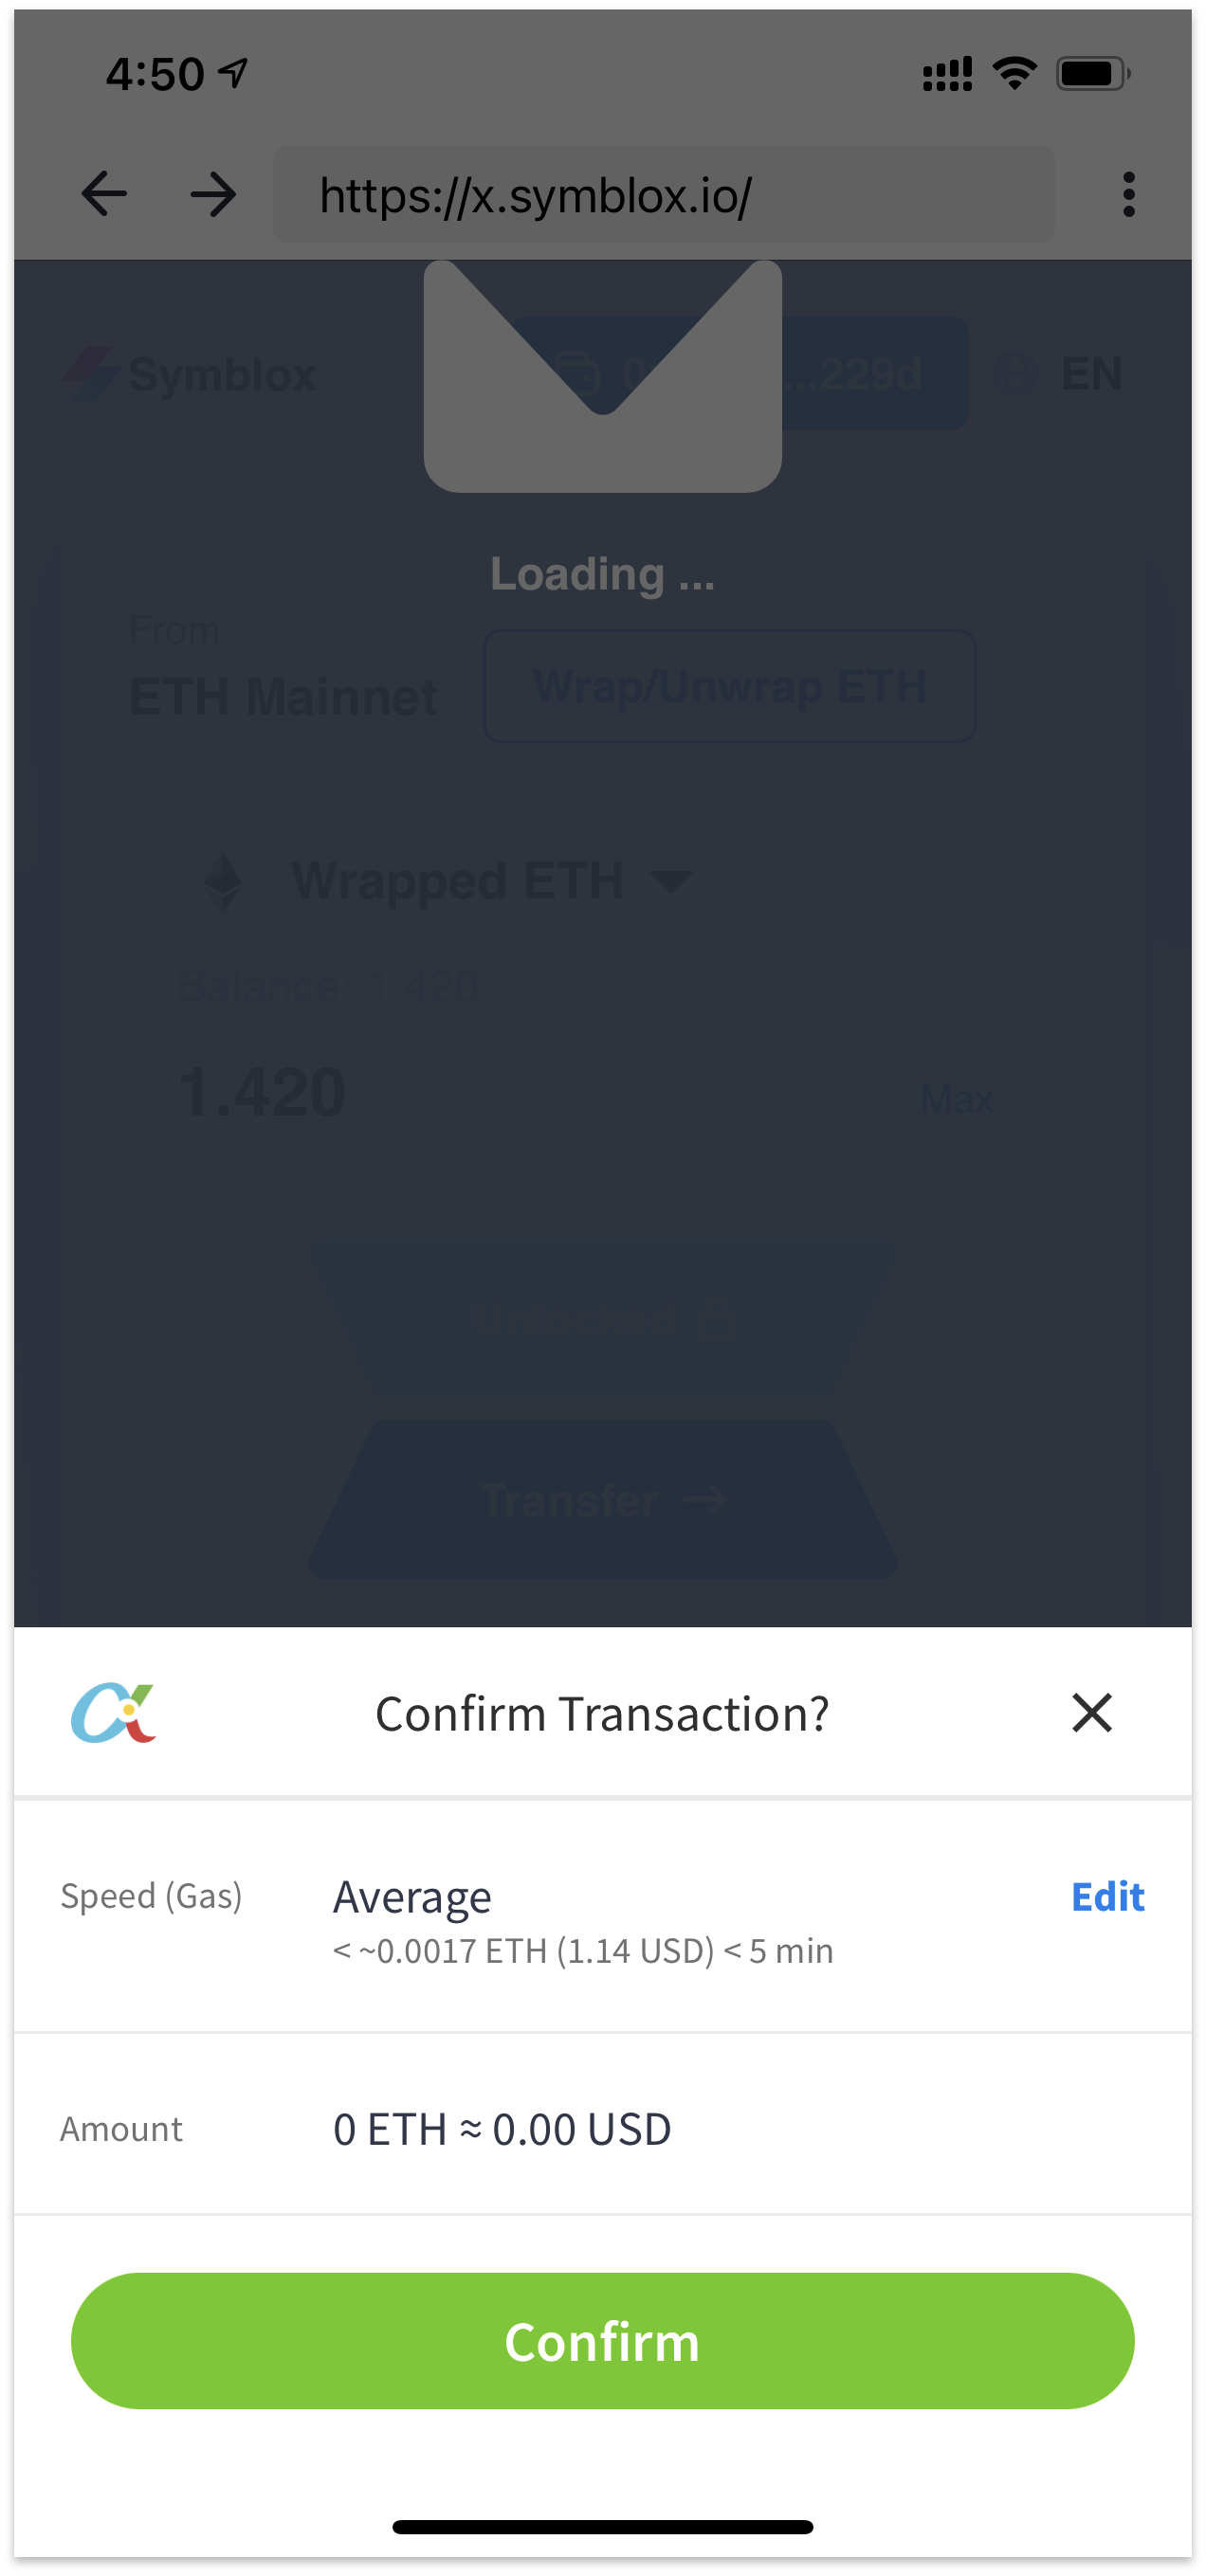 4:50
https://x.symblox.io/
Symblox
0 ...229d
EN
Loading ...
From
ETH Mainnet
Wrap/Unwrap ETH
Wrapped ETH
Balance: 1.420
1.420
Max
Unlocked
Transfer →
Confirm Transaction?
Speed (Gas)
Average
Edit
< ~0.0017 ETH (1.14 USD) < 5 min
Amount
0 ETH ≈ 0.00 USD
Confirm